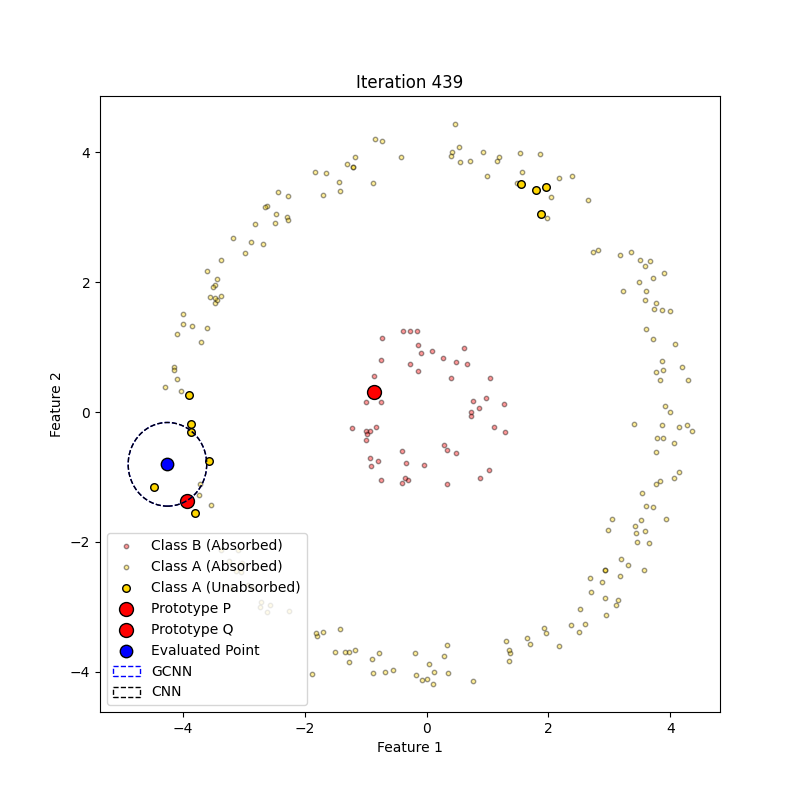 Iteration 439
Feature 2
4
2
0
−2
−4
Class B (Absorbed)
Class A (Absorbed)
Class A (Unabsorbed)
Prototype P
Prototype Q
Evaluated Point
GCNN
CNN
−4
−2
0
2
4
Feature 1